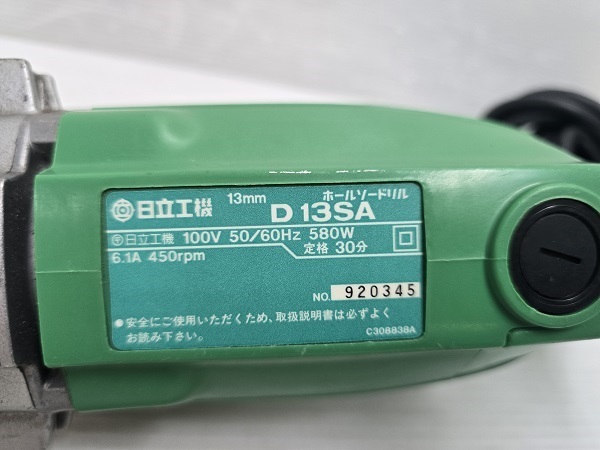 日立工機 13mm ホールソードリル
D 13SA
〒日立工機 100V 50/60Hz 580W
6.1A 450rpm 定格 30分
NO. 920345
●安全にご使用いただくため、取扱説明書は必ずよく
お読み下さい。
C308838A